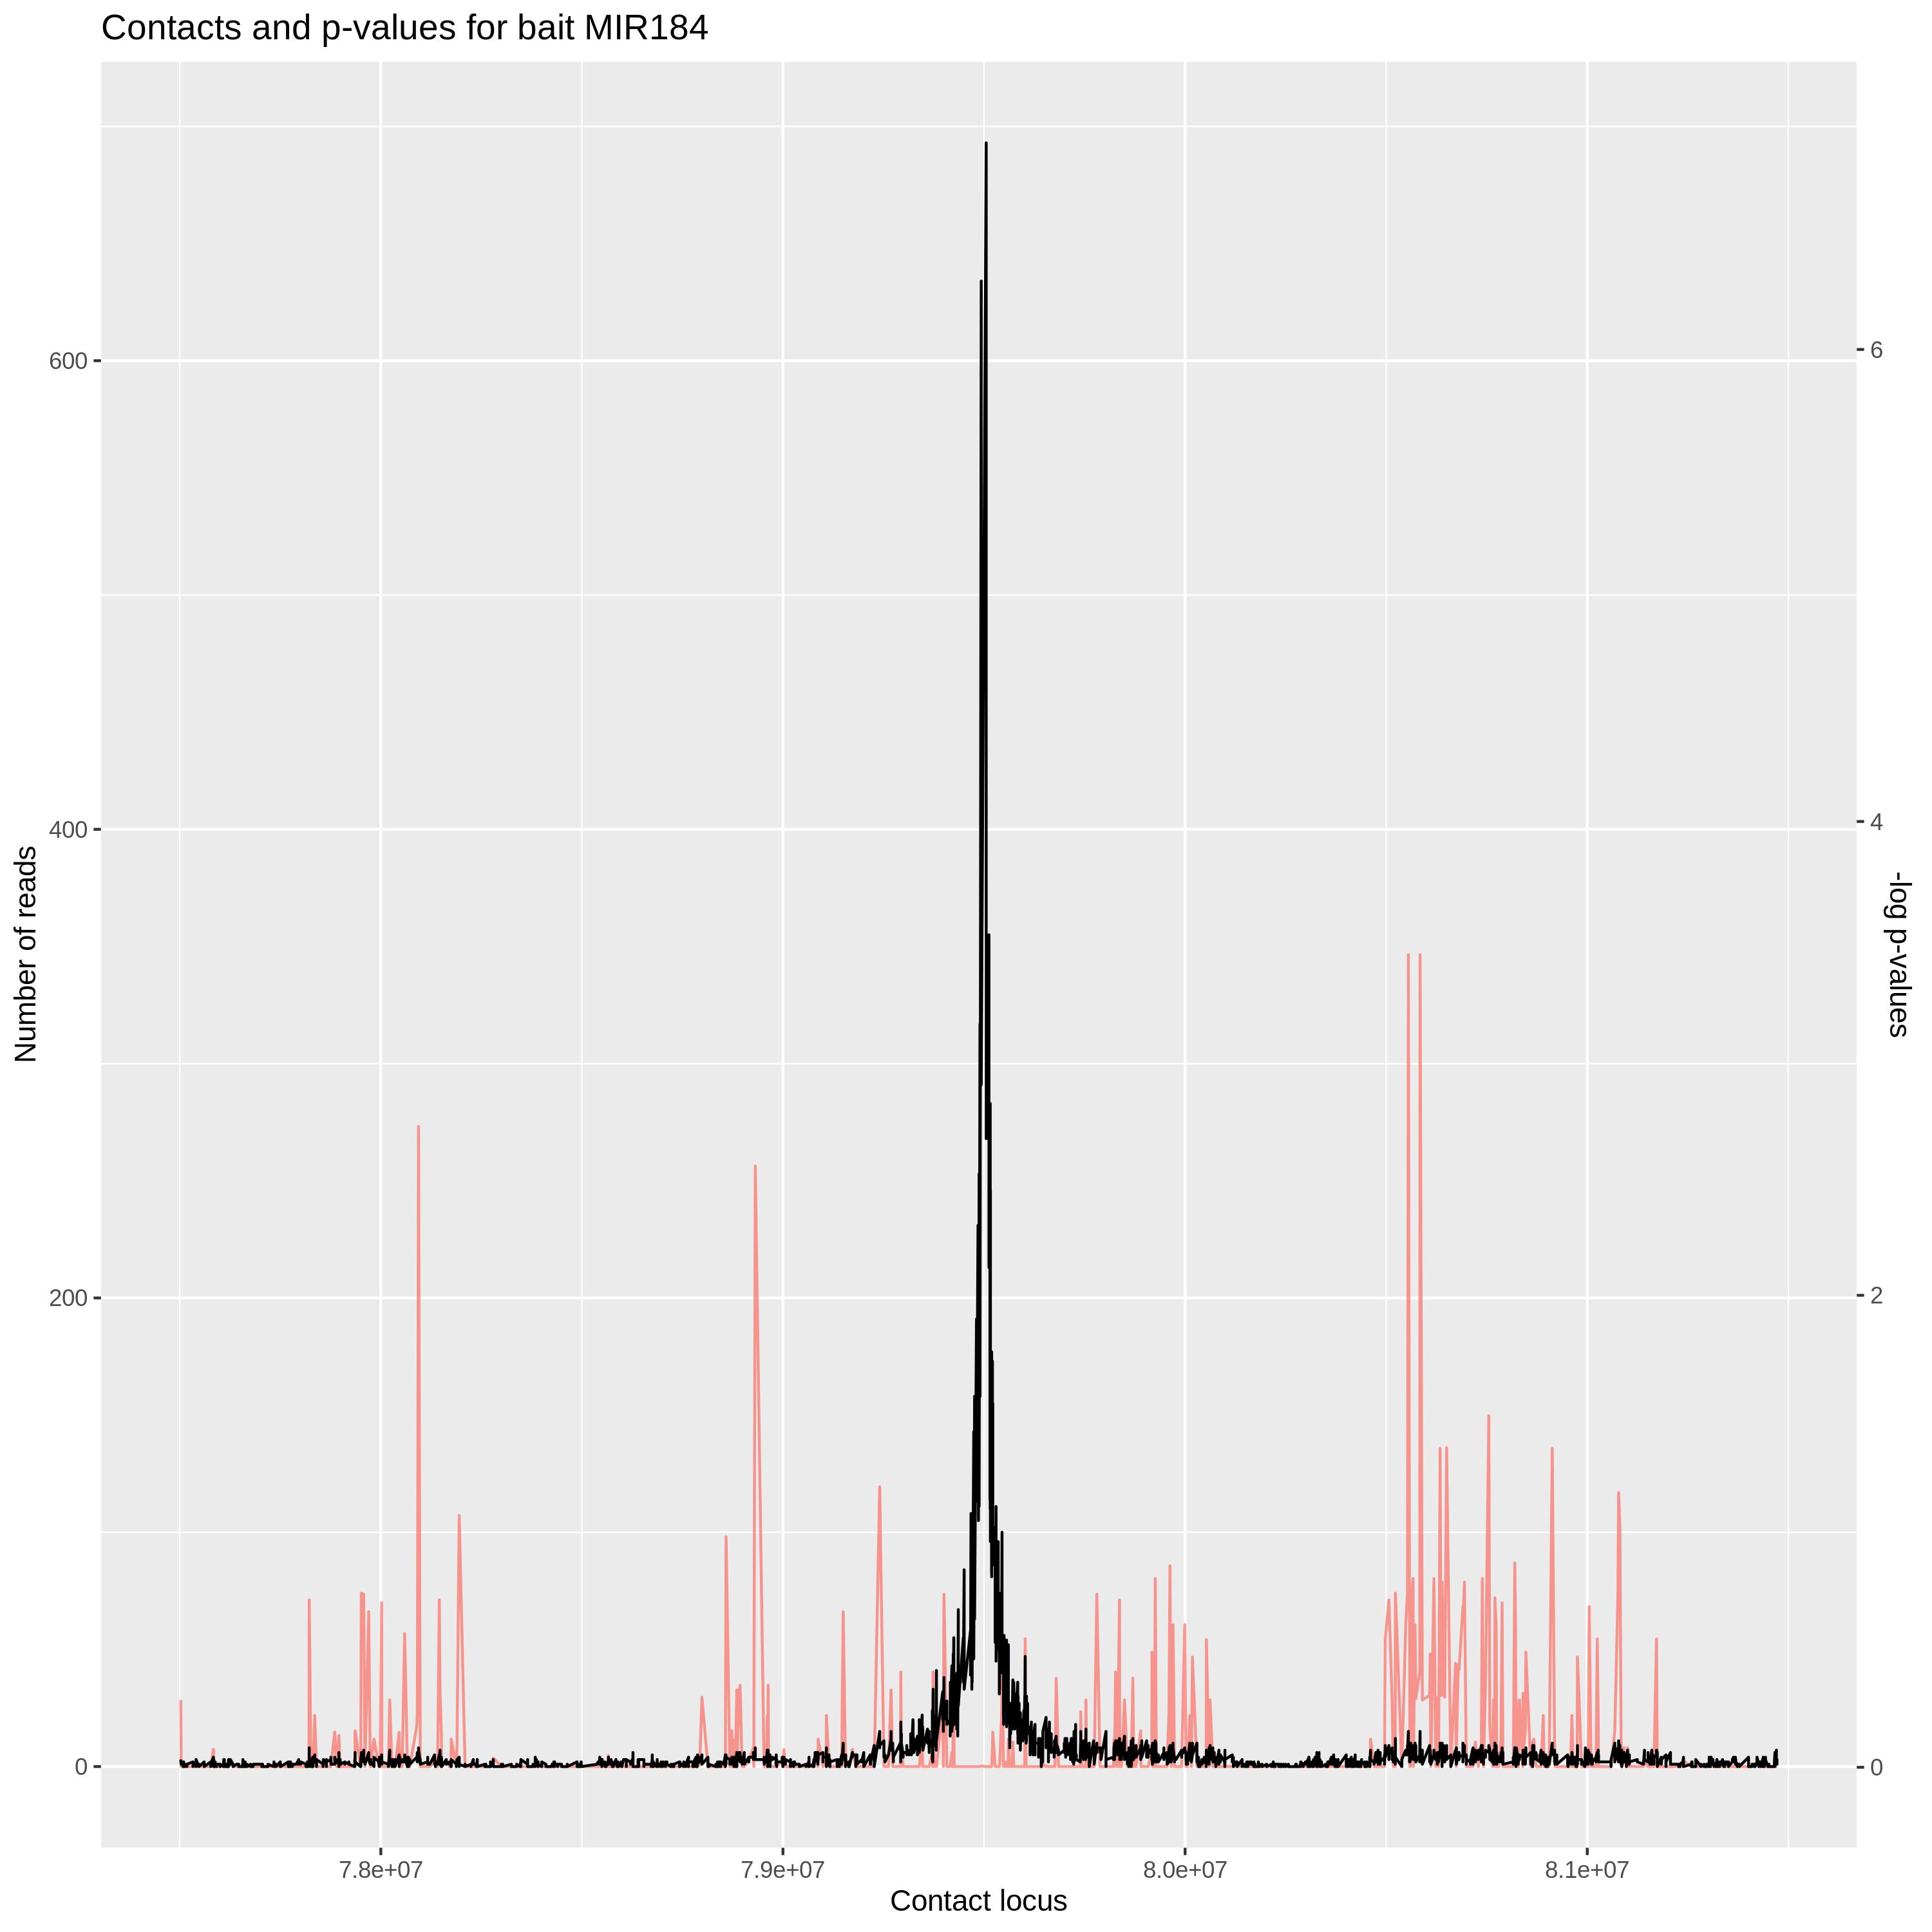 Contacts and p-values for bait MIR184
600
400
200
0
Number of reads
6
4
2
0
-log p-values
7.8e+07
7.9e+07
8.0e+07
8.1e+07
Contact locus